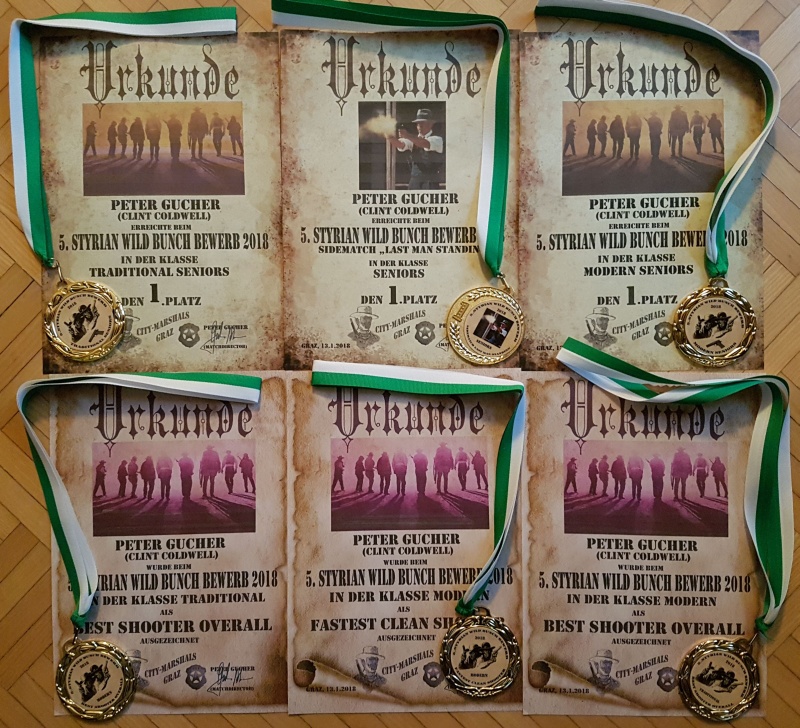 Urkunde
PETER GUCHER
(CLINT COLDWELL)
ERREICHTE BEIM
5. STYRIAN WILD BUNCH BEWERB 2018
IN DER KLASSE
TRADITIONAL SENIORS
DEN 1.PLATZ
CITY-MARSHALS
GRAZ
PETER GUCHER
(MATCHDIRECTOR)
Urkunde
PETER GUCHER
(CLINT COLDWELL)
ERREICHTE BEIM
5. STYRIAN WILD BUNCH BEWERB
SIDEMATCH „LAST MAN STANDIN
IN DER KLASSE
SENIORS
DEN 1.PLATZ
CITY-MARSHALS
GRAZ
GRAZ, 13.1.2018
Urkunde
PETER GUCHER
(CLINT COLDWELL)
ERREICHTE BEIM
5. STYRIAN WILD BUNCH BEWER 2018
IN DER KLASSE
MODERN SENIORS
DEN 1.PLATZ
CITY-MARSHALS
GRAZ
Urkunde
PETER GUCHER
(CLINT COLDWELL)
WURDE BEIM
STYRIAN WILD BUNCH BEWERB 2018
IN DER KLASSE TRADITIONAL
ALS
BEST SHOOTER OVERALL
AUSGEZEICHNET
CITY-MARSHALS
GRAZ
PETER GUCHER
(MATCHDIRECTOR)
Urkunde
PETER GUCHER
(CLINT COLDWELL)
WURDE BEIM
5. STYRIAN WILD BUNCH BEWERB 2018
IN DER KLASSE MODERN
ALS
FASTEST CLEAN SH
AUSGEZEICHNET
CITY-MARSHALS
GRAZ
GRAZ, 13.1.2018
Urkunde
PETER GUCHER
(CLINT COLDWELL)
WURDE BEIM
5. STYRIAN WILD BUNCH BEWERB 2018
IN DER KLASSE MODERN
ALS
BEST SHOOTER OVERALL
AUSGEZEICHNET
CITY-MARSHALS
GRAZ
GRAZ, 13.1.2018